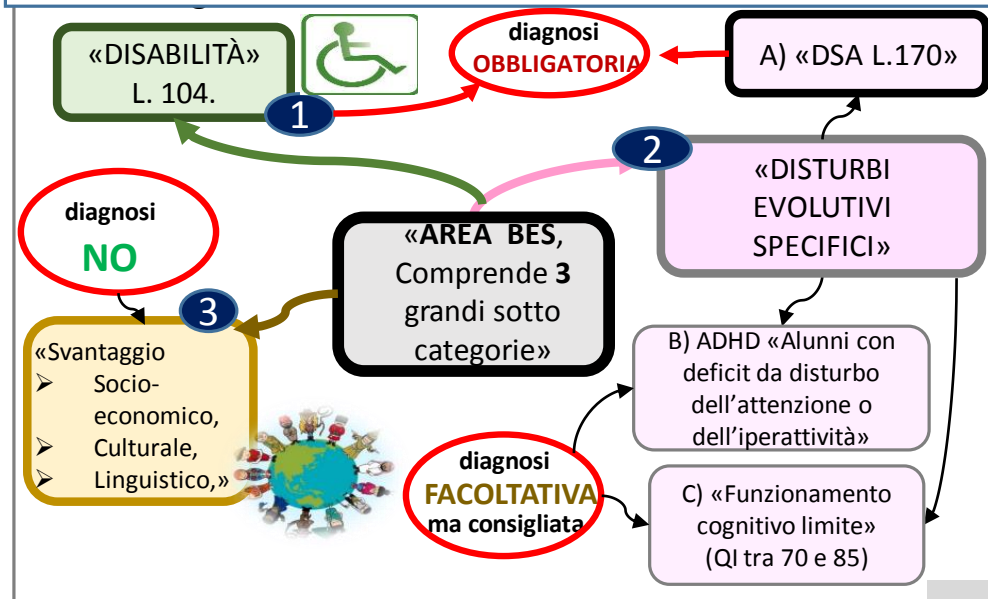 «DISABILITÀ»
L. 104.
1
diagnosi
OBBLIGATORIA
A) «DSA L.170»
2
«DISTURBI
EVOLUTIVI
SPECIFICI»
diagnosi
NO
«AREA BES,
Comprende 3
grandi sotto
categorie»
3
«Svantaggio
➢ Socio-
economico,
➢ Culturale,
➢ Linguistico,»
B) ADHD «Alunni con
deficit da disturbo
dell’attenzione o
dell’iperattività»
diagnosi
FACOLTATIVA
ma consigliata
C) «Funzionamento
cognitivo limite»
(QI tra 70 e 85)